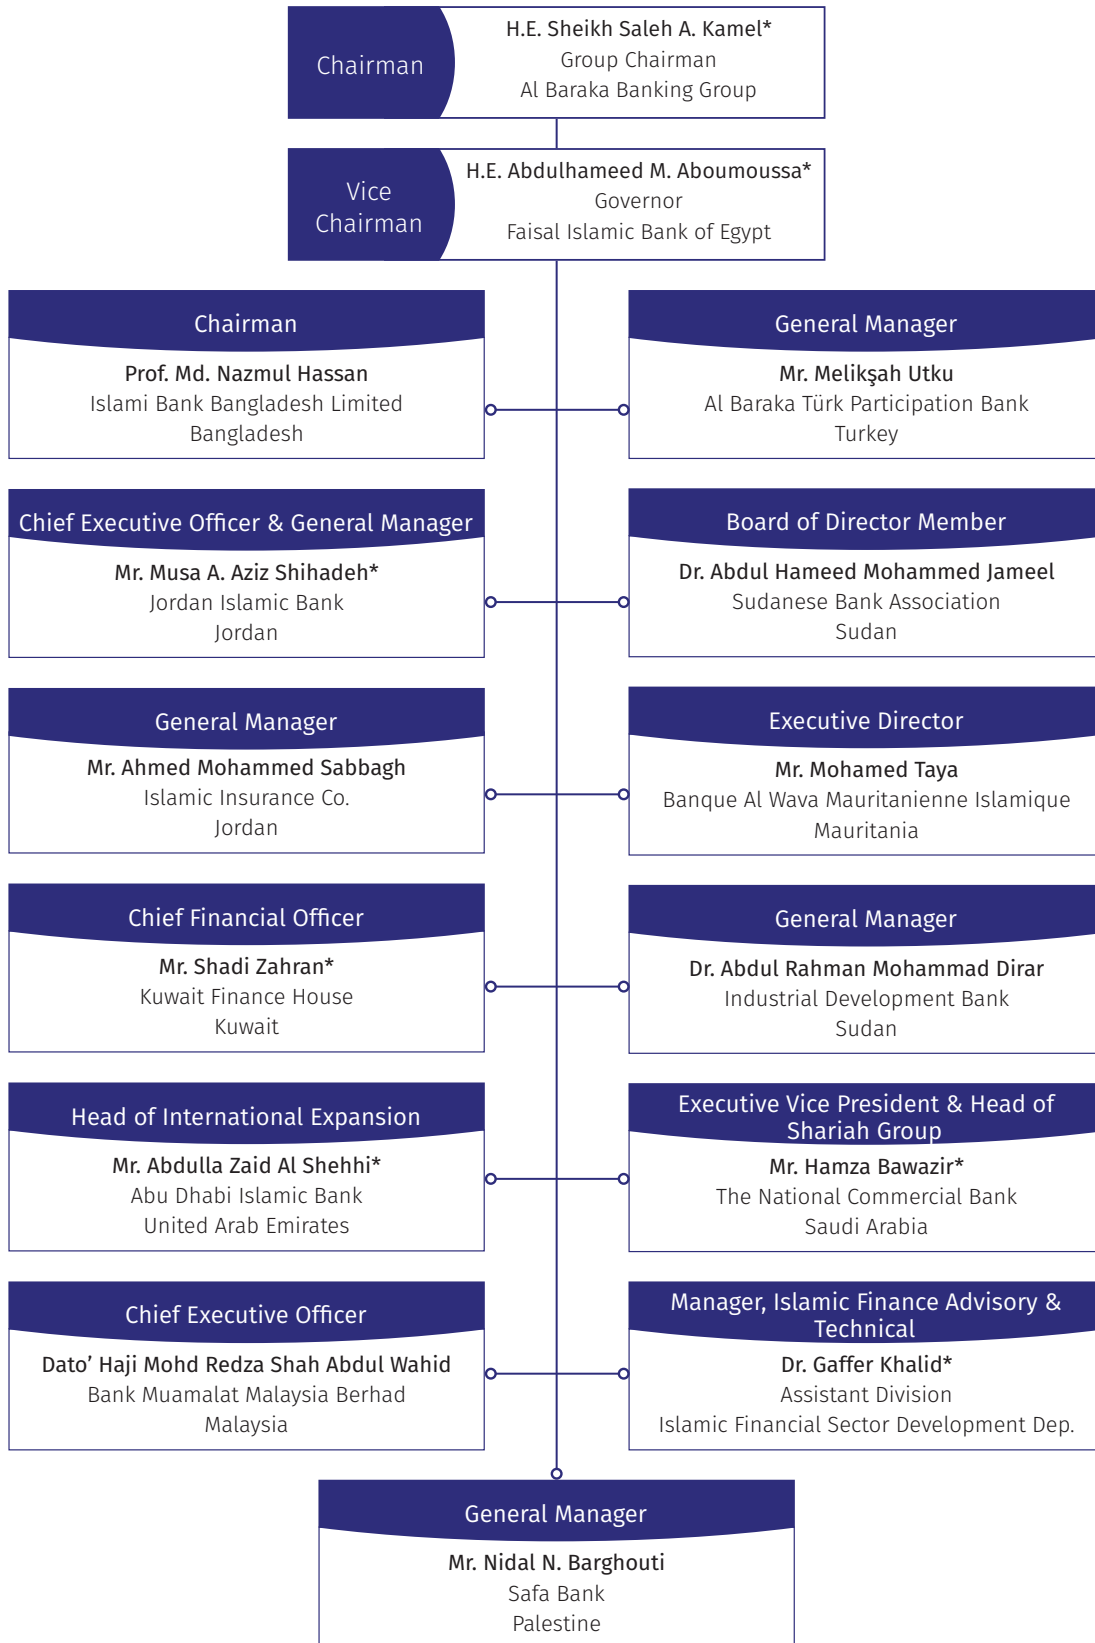 Chairman
H.E. Sheikh Saleh A. Kamel*
Group Chairman
Al Baraka Banking Group
Vice
Chairman
H.E. Abdulhameed M. Aboumoussa*
Governor
Faisal Islamic Bank of Egypt
Chairman
Prof. Md. Nazmul Hassan
Islami Bank Bangladesh Limited
Bangladesh
General Manager
Mr. Melikşah Utku
Al Baraka Türk Participation Bank
Turkey
Chief Executive Officer & General Manager
Mr. Musa A. Aziz Shihadeh*
Jordan Islamic Bank
Jordan
Board of Director Member
Dr. Abdul Hameed Mohammed Jameel
Sudanese Bank Association
Sudan
General Manager
Mr. Ahmed Mohammed Sabbagh
Islamic Insurance Co.
Jordan
Executive Director
Mr. Mohamed Taya
Banque Al Wava Mauritanienne Islamique
Mauritania
Chief Financial Officer
Mr. Shadi Zahran*
Kuwait Finance House
Kuwait
General Manager
Dr. Abdul Rahman Mohammad Dirar
Industrial Development Bank
Sudan
Head of International Expansion
Mr. Abdulla Zaid Al Shehhi*
Abu Dhabi Islamic Bank
United Arab Emirates
Executive Vice President & Head of
Shariah Group
Mr. Hamza Bawazir*
The National Commercial Bank
Saudi Arabia
Chief Executive Officer
Dato’ Haji Mohd Redza Shah Abdul Wahid
Bank Muamalat Malaysia Berhad
Malaysia
Manager, Islamic Finance Advisory &
Technical
Dr. Gaffer Khalid*
Assistant Division
Islamic Financial Sector Development Dep.
General Manager
Mr. Nidal N. Barghouti
Safa Bank
Palestine